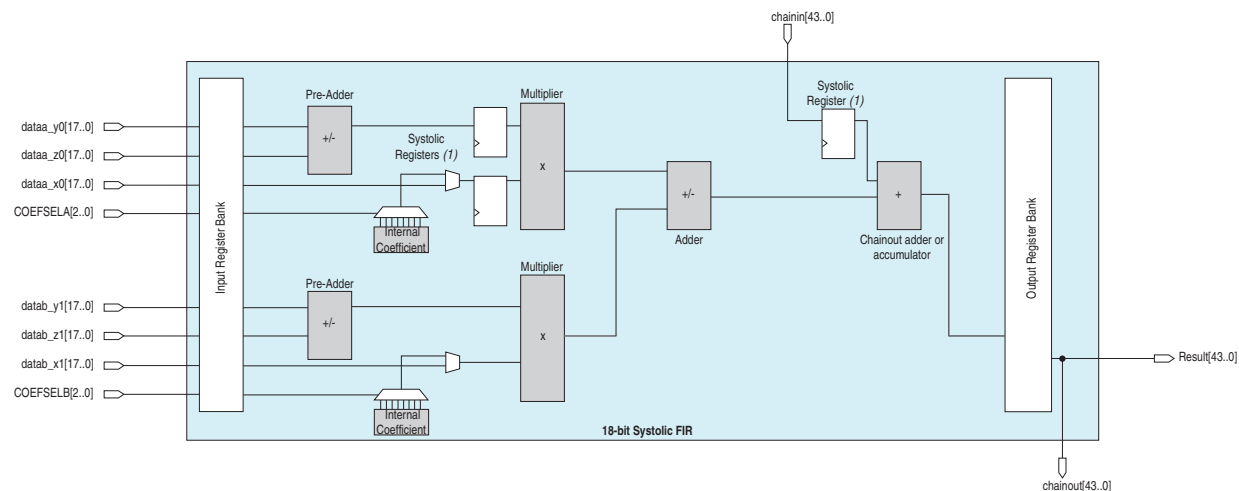 chainin[43..0]
Systolic
Register (1)
Pre-Adder
Multiplier
dataa_y0[17..0]
+/-
Systolic
Registers (1)
dataa_z0[17..0]
x
dataa_x0[17..0]
+/-
+
COEFSELA[2..0]
Internal
Coefficient
Adder
Chainout adder or
accumulator
Input Register Bank
Output Register Bank
Multiplier
Pre-Adder
datab_y1[17..0]
+/-
datab_z1[17..0]
x
datab_x1[17..0]
Result[43..0]
COEFSELB[2..0]
Internal
Coefficient
18-bit Systolic FIR
chainout[43..0]